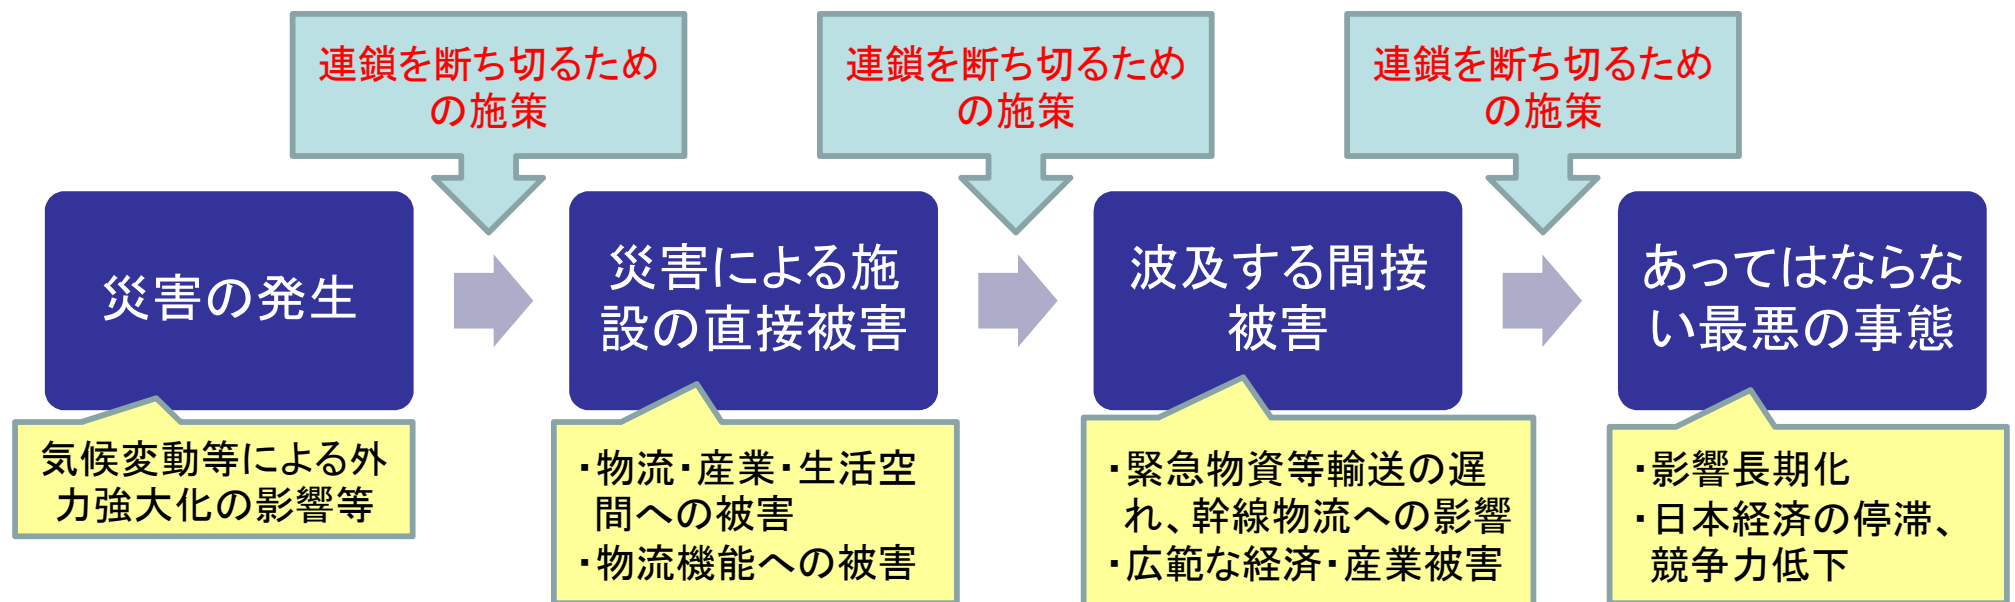 連鎖を断ち切るため
の施策
連鎖を断ち切るため
の施策
連鎖を断ち切るため
の施策
災害の発生
災害による施
設の直接被害
波及する間接
被害
あってはならな
い最悪の事態
気候変動等による外
力強大化の影響等
・物流・産業・生活空
間への被害
・物流機能への被害
・緊急物資等輸送の遅
れ、幹線物流への影響
・広範な経済・産業被害
・影響長期化
・日本経済の停滞、
競争力低下